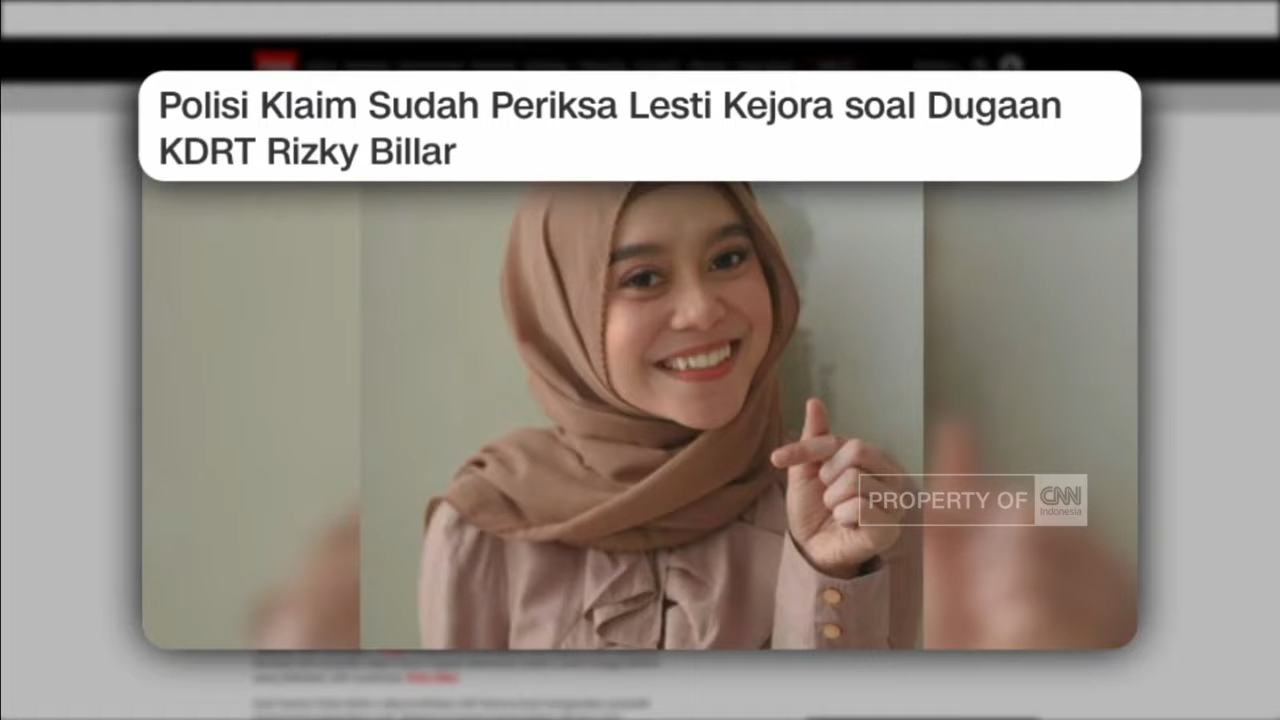 Polisi Klaim Sudah Periksa Lesti Kejora soal Dugaan
KDRT Rizky Billar
PROPERTY OF CNN
Indonesia